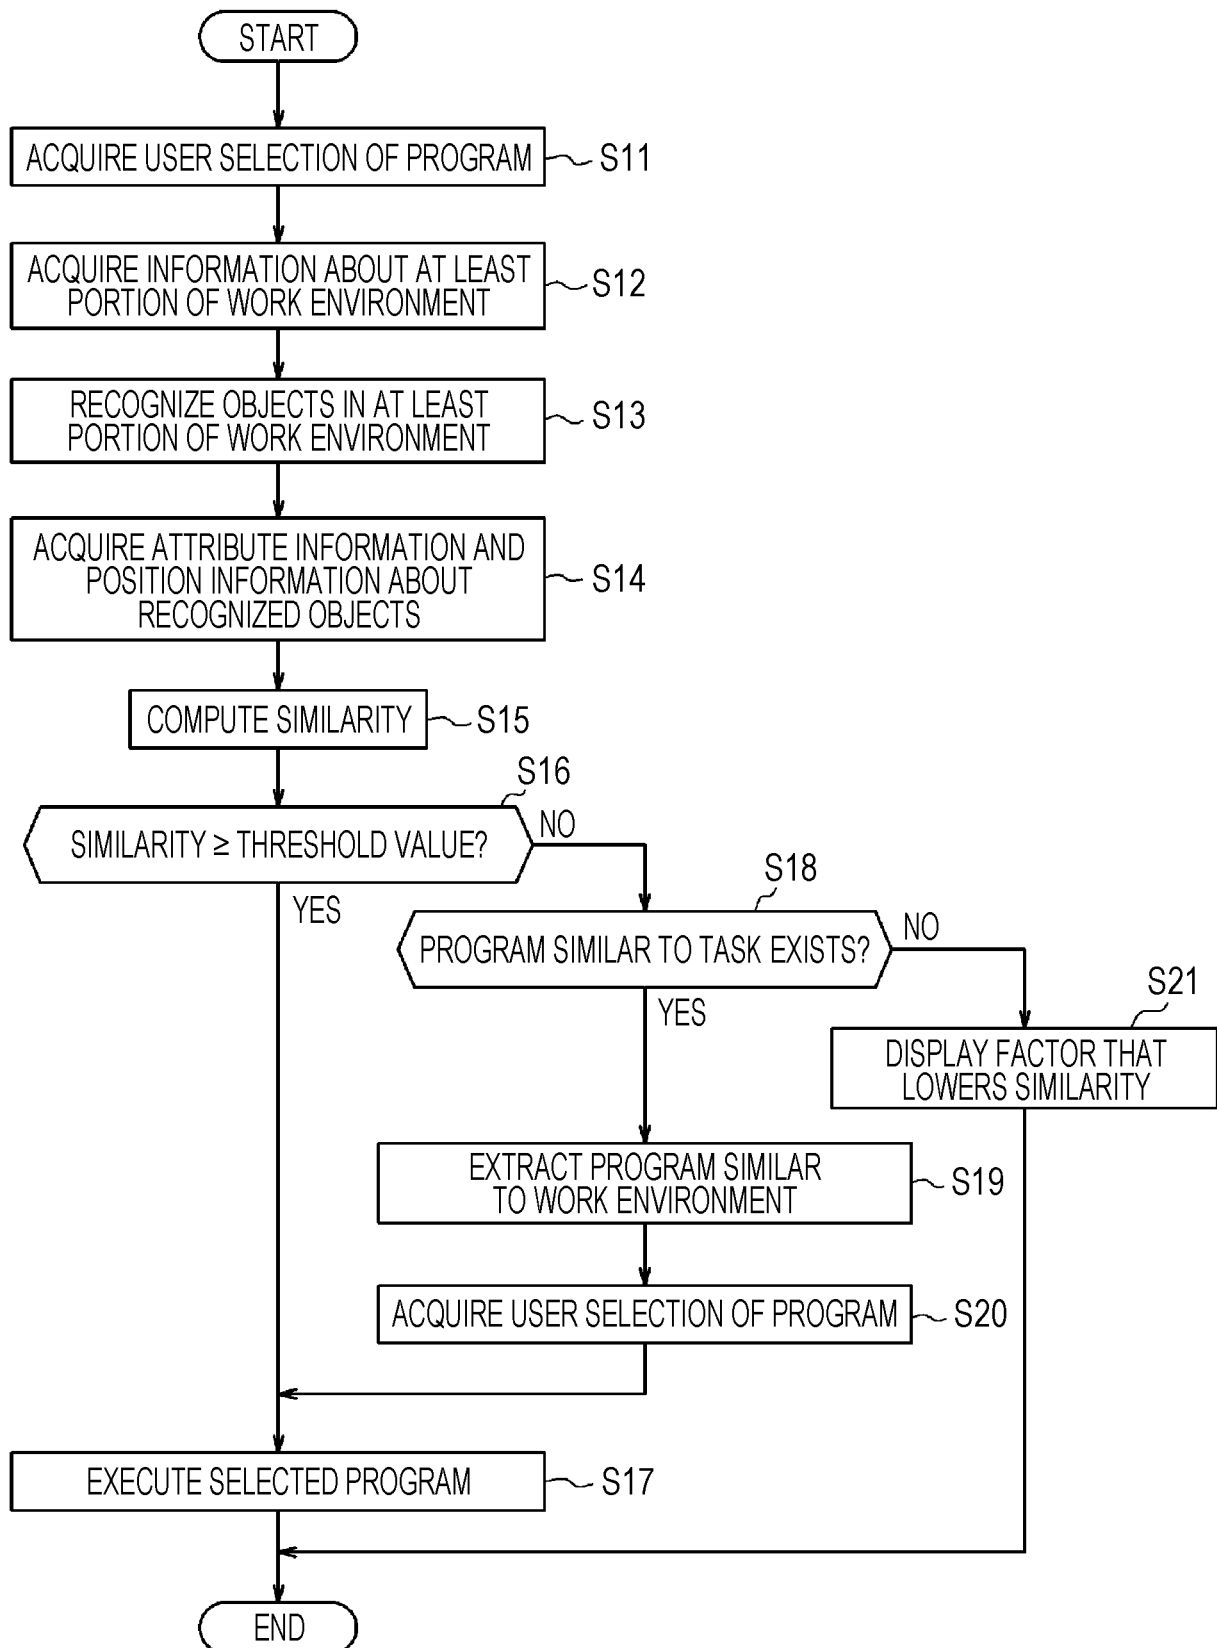 START
ACQUIRE USER SELECTION OF PROGRAM
S11
ACQUIRE INFORMATION ABOUT AT LEAST
PORTION OF WORK ENVIRONMENT
S12
RECOGNIZE OBJECTS IN AT LEAST
PORTION OF WORK ENVIRONMENT
S13
ACQUIRE ATTRIBUTE INFORMATION AND
POSITION INFORMATION ABOUT
RECOGNIZED OBJECTS
S14
COMPUTE SIMILARITY
S15
S16
SIMILARITY ≥ THRESHOLD VALUE?
NO
YES
S18
PROGRAM SIMILAR TO TASK EXISTS?
NO
YES
S21
DISPLAY FACTOR THAT
LOWERS SIMILARITY
EXTRACT PROGRAM SIMILAR
TO WORK ENVIRONMENT
S19
ACQUIRE USER SELECTION OF PROGRAM
S20
EXECUTE SELECTED PROGRAM
S17
END